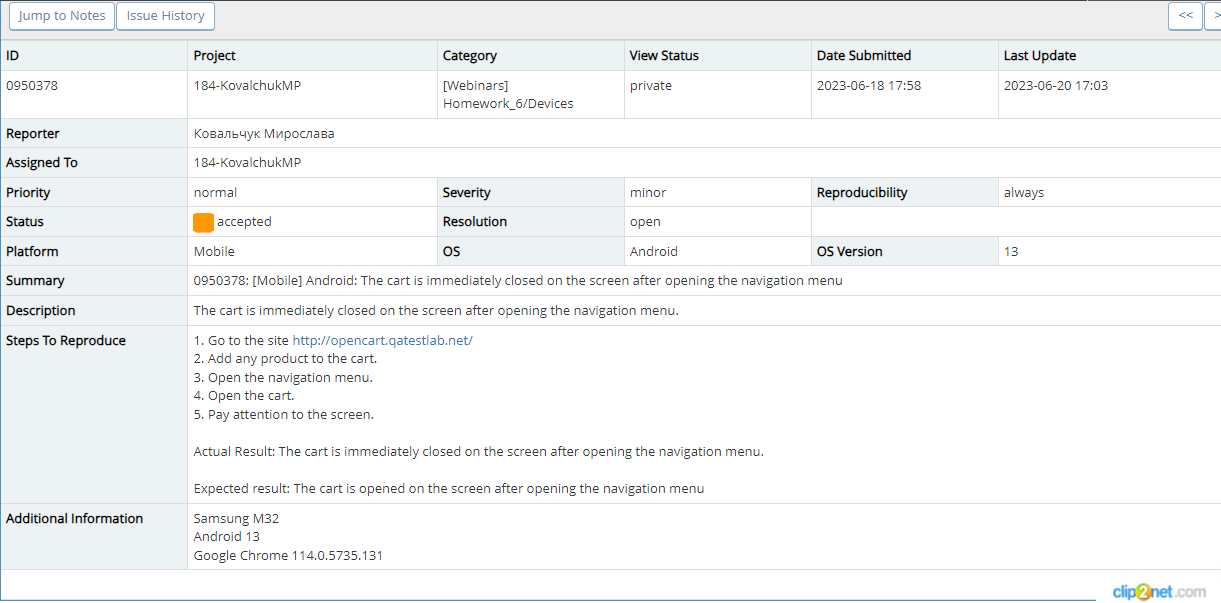 Jump to Notes Issue History <<
ID Project Category View Status Date Submitted Last Update
0950378 184-KovalchukMP [Webinars] private 2023-06-18 17:58 2023-06-20 17:03
Homework_6/Devices
Reporter Ковальчук Мирослава
Assigned To 184-KovalchukMP
Priority normal Severity minor Reproducibility always
Status accepted Resolution open
Platform Mobile OS Android OS Version 13
Summary 0950378: [Mobile] Android: The cart is immediately closed on the screen after opening the navigation menu
Description The cart is immediately closed on the screen after opening the navigation menu.
Steps To Reproduce 1. Go to the site http://opencart.qatestlab.net/
2. Add any product to the cart.
3. Open the navigation menu.
4. Open the cart.
5. Pay attention to the screen.
Actual Result: The cart is immediately closed on the screen after opening the navigation menu.
Expected result: The cart is opened on the screen after opening the navigation menu
Additional Information Samsung M32
Android 13
Google Chrome 114.0.5735.131
clip2net.com